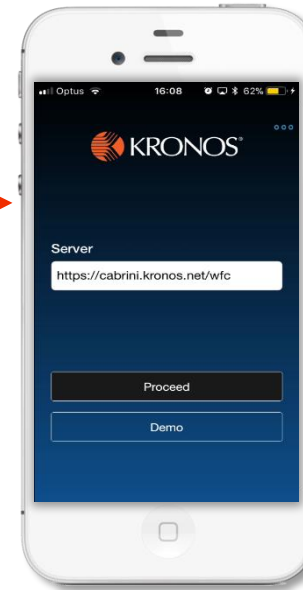 Optus 16:08 62%
KRONOS®
Server
https://cabrini.kronos.net/wfc
Proceed
Demo